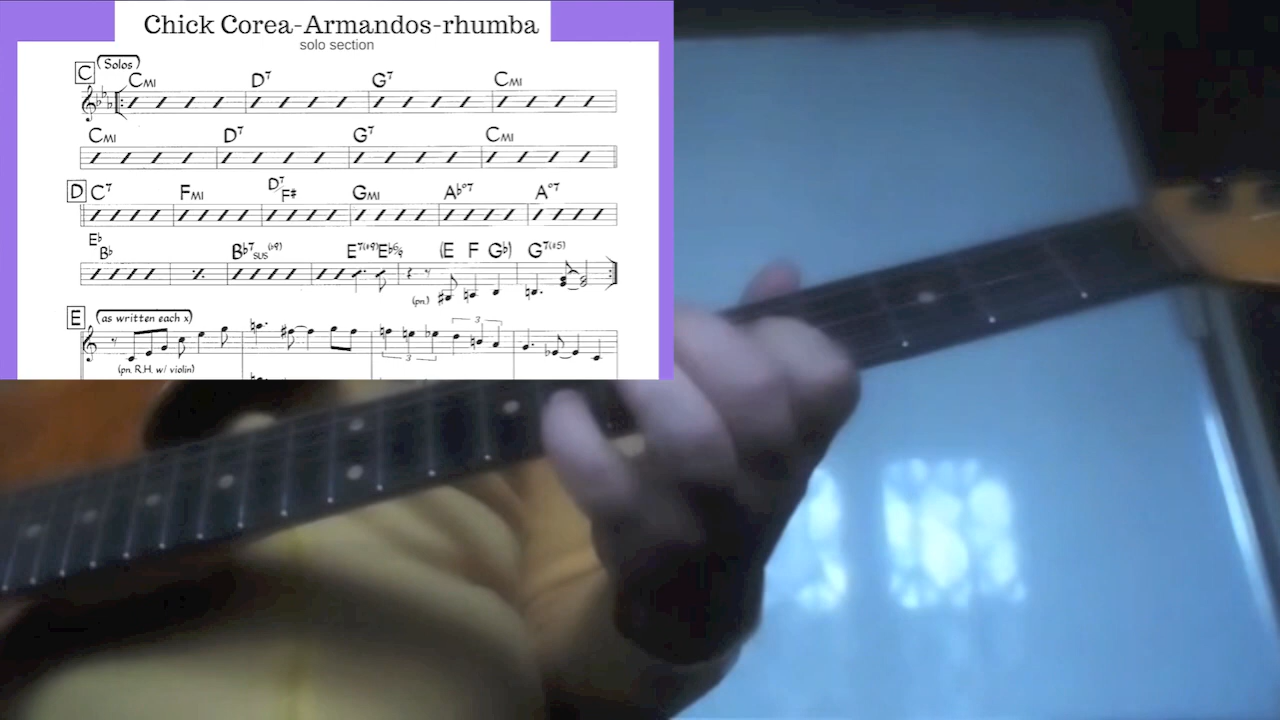 Chick Corea-Armandos-rhumba
solo section
C (Solos)
CMI D7 G7 CMI
CMI D7 G7 CMI
D C7 FMI D7/F# GMI Ab°7 A°7
Eb/Bb Bb7sus(b9) E7(#9) Eb6/9 (E F Gb) G7(#5)
(pn.)
E (as written each x) 3
3
(pn. R.H. w/ violin)